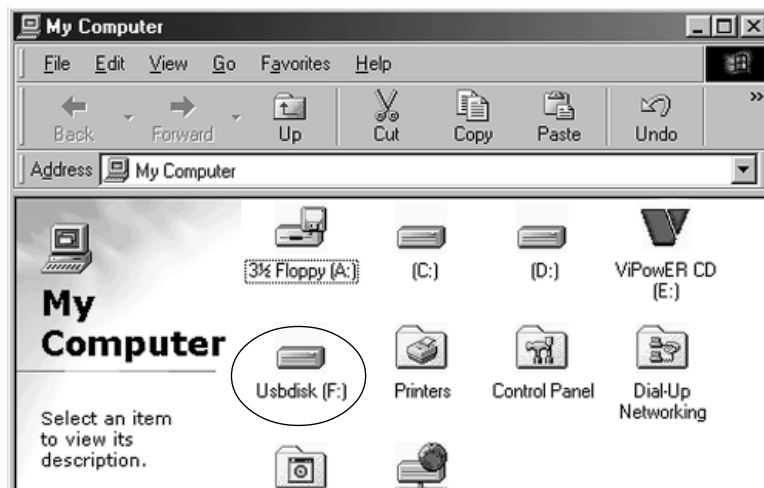 My Computer
File Edit View Go Favorites Help
Back Forward Up Cut Copy Paste Undo »
Address My Computer
3½ Floppy (A:) (C:) (D:) ViPowER CD (E:)
My Computer
Usbdisk (F:) Printers Control Panel Dial-Up Networking
Select an item
to view its
description.